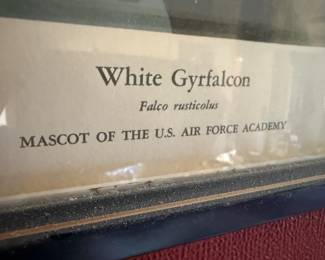 White Gyrfalcon
Falco rusticolus
MASCOT OF THE U.S. AIR FORCE ACADEMY